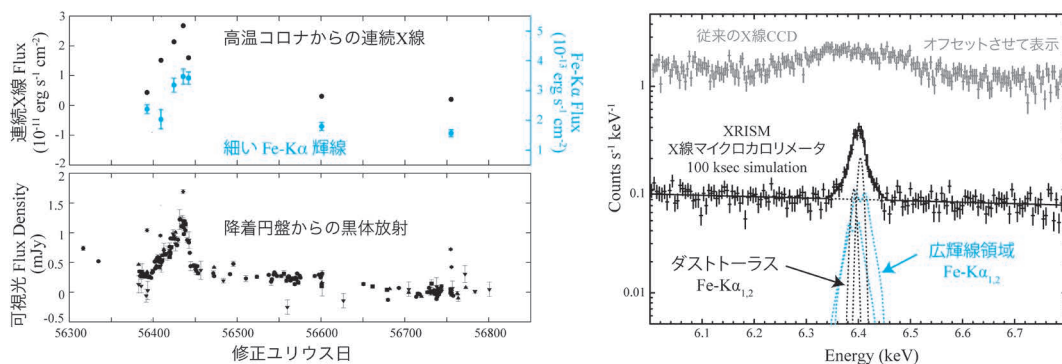 連続X線 Flux
(10⁻¹¹ erg s⁻¹ cm⁻²)
3
2
1
0
-1
-2
高温コロナからの連続X線
細い Fe-Kα 輝線
5
4
3
2
1
Fe-Kα Flux
(10⁻¹³ erg s⁻¹ cm⁻²)
可視光 Flux Density
(mJy)
2
1.5
1
0.5
0
-0.5
降着円盤からの黒体放射
56300 56400 56500 56600 56700 56800
修正ユリウス日
Counts s⁻¹ keV⁻¹
1
0.1
0.01
従来のX線CCD
オフセットさせて表示
XRISM
X線マイクロカロリメータ
100 ksec simulation
ダストトーラス
Fe-Kα₁,₂
広輝線領域
Fe-Kα₁,₂
6.1 6.2 6.3 6.4 6.5 6.6 6.7
Energy (keV)